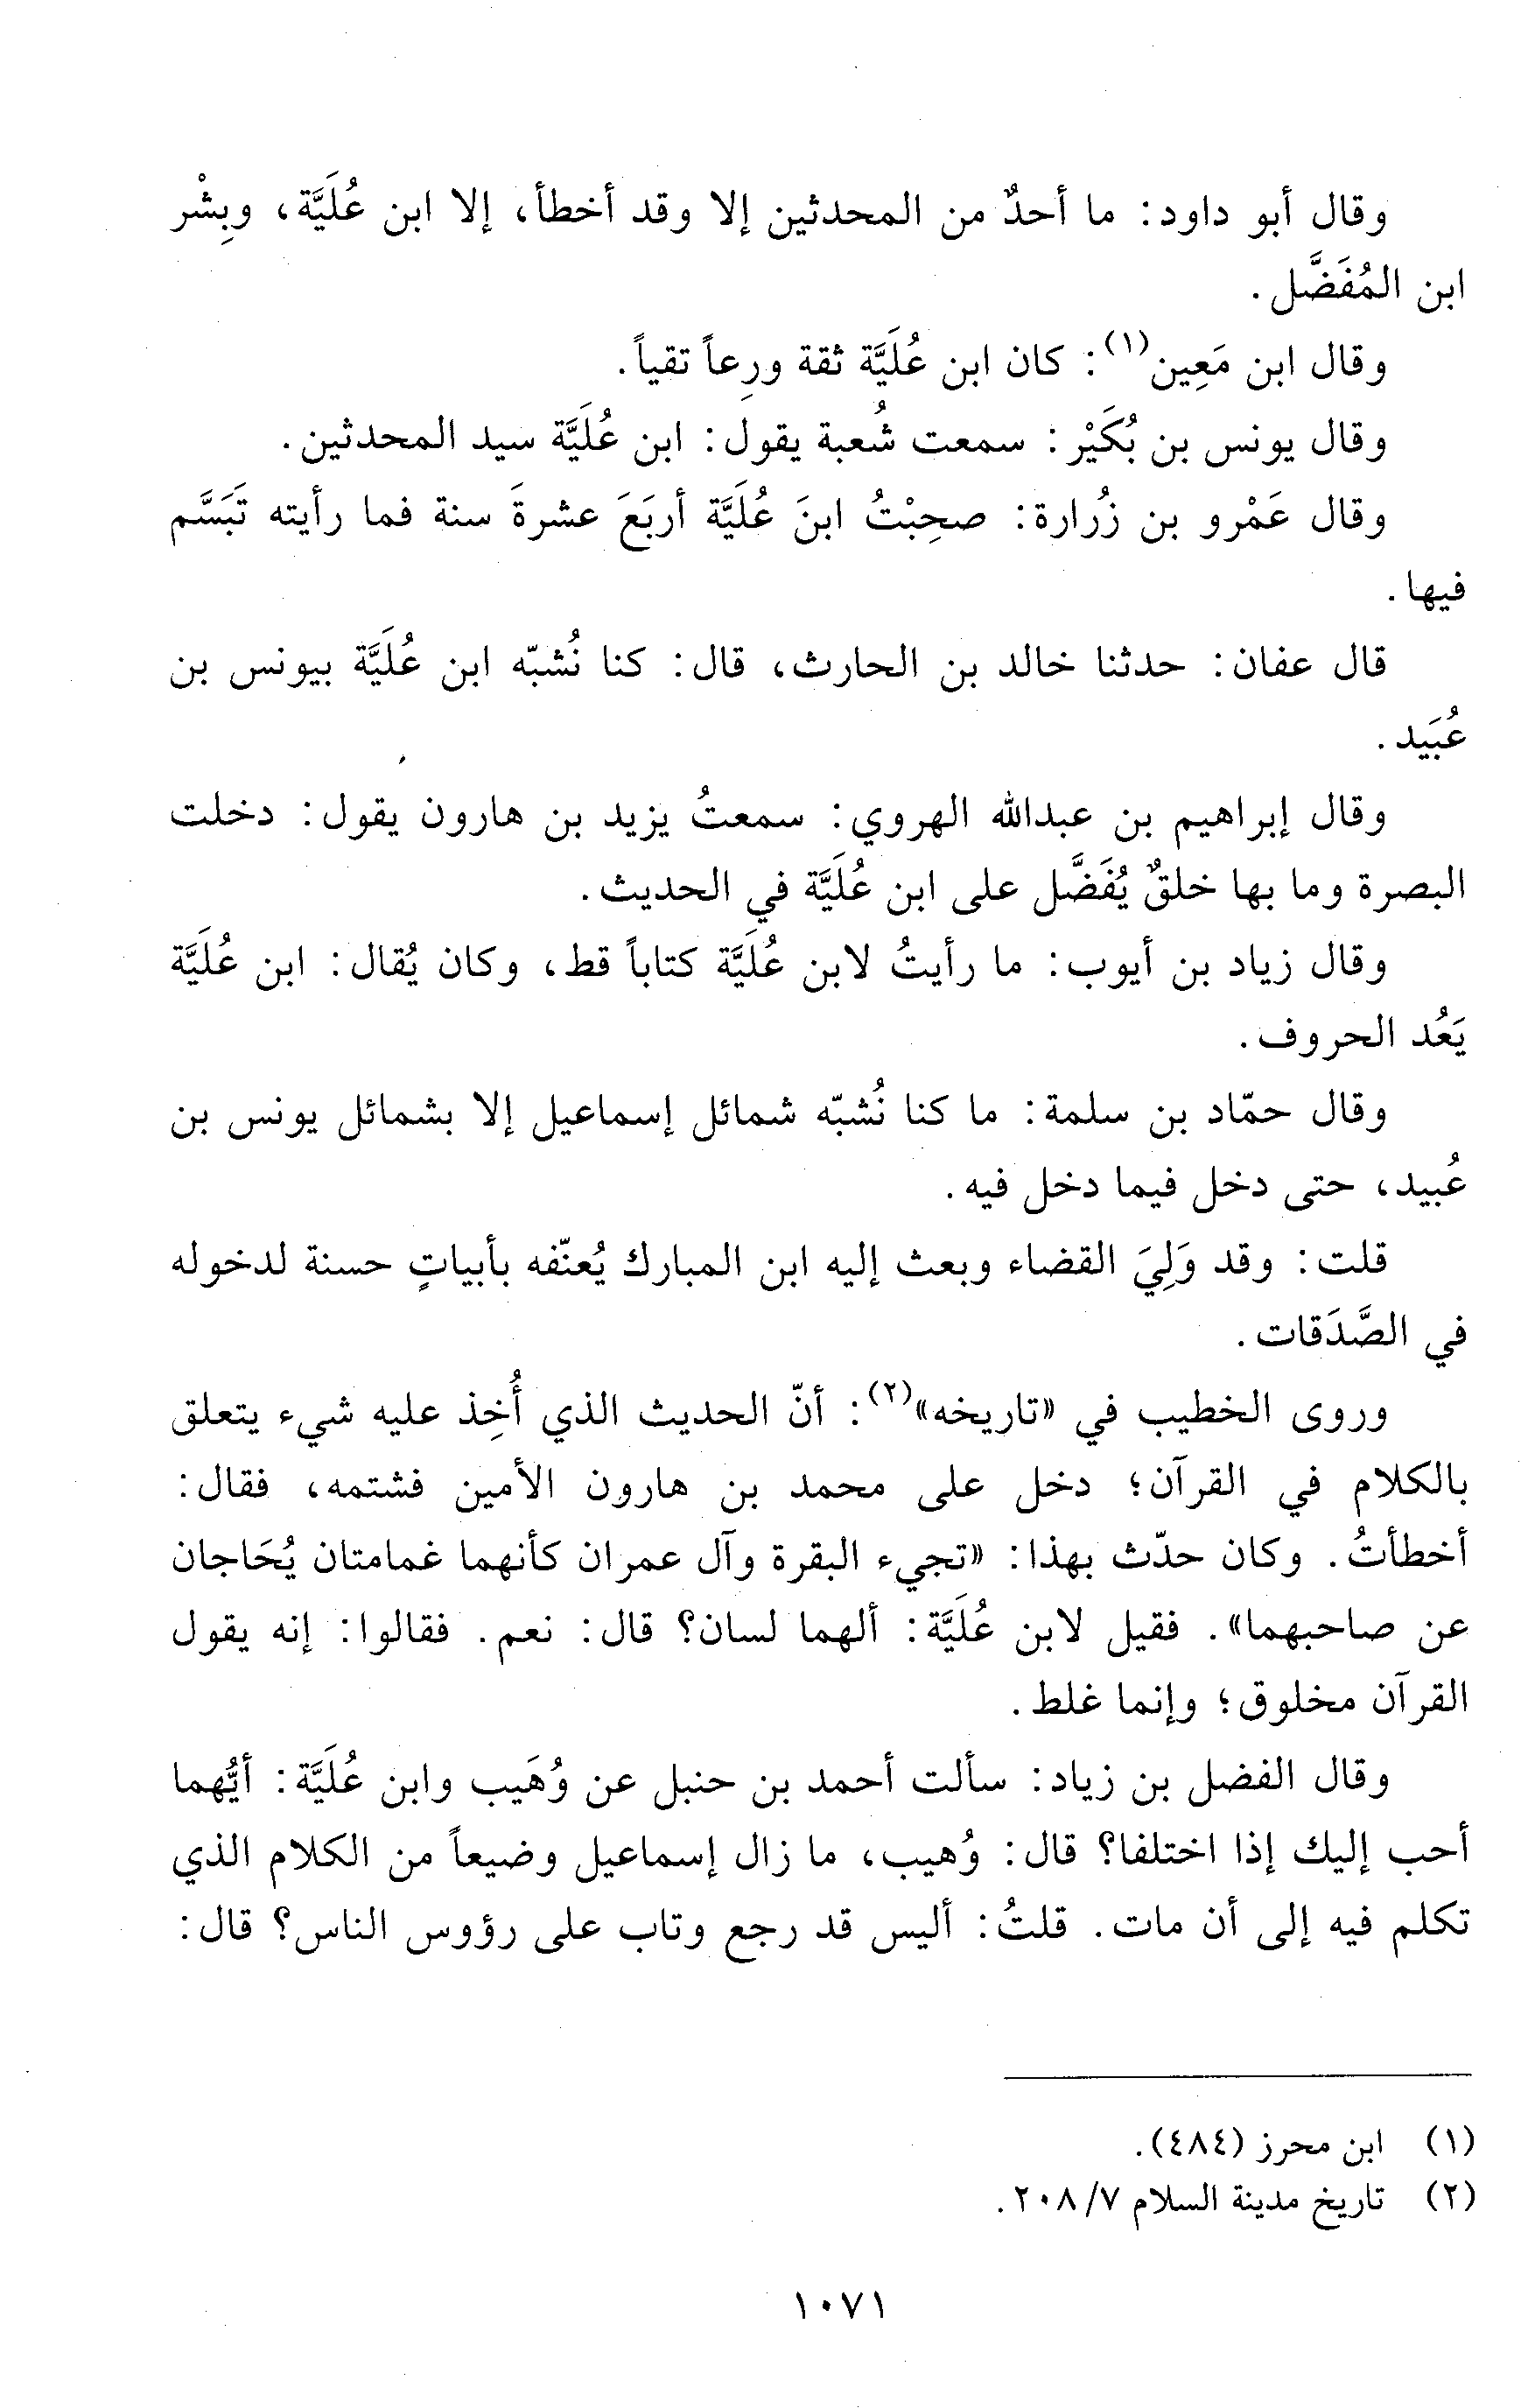 وقال أبو داود: ما أحدٌ من المحدثين إلا وقد أخطأ، إلا ابن عُلَيَّة، وبِشْر
ابن المُفَضَّل.
وقال ابن مَعِين(١): كان ابن عُلَيَّة ثقة ورِعاً تقياً.
وقال يونس بن بُكَيْر: سمعت شُعبة يقول: ابن عُلَيَّة سيد المحدثين.
وقال عَمْرو بن زُرارة: صحِبْتُ ابنَ عُلَيَّة أربَعَ عشرةَ سنة فما رأيته تَبَسَّم
فيها.
قال عفان: حدثنا خالد بن الحارث، قال: كنا نُشبّه ابن عُلَيَّة بيونس بن
عُبَيد.
وقال إبراهيم بن عبدالله الهروي: سمعتُ يزيد بن هارون يقول: دخلت
البصرة وما بها خلقٌ يُفَضَّل على ابن عُلَيَّة في الحديث.
وقال زياد بن أيوب: ما رأيتُ لابن عُلَيَّة كتاباً قط، وكان يُقال: ابن عُلَيَّة
يَعُد الحروف.
وقال حمّاد بن سلمة: ما كنا نُشبّه شمائل إسماعيل إلا بشمائل يونس بن
عُبيد، حتى دخل فيما دخل فيه.
قلت: وقد وَلِيَ القضاء وبعث إليه ابن المبارك يُعنّفه بأبياتٍ حسنة لدخوله
في الصَّدَقات.
وروى الخطيب في «تاريخه»(٢): أنّ الحديث الذي أُخِذ عليه شيء يتعلق
بالكلام في القرآن؛ دخل على محمد بن هارون الأمين فشتمه، فقال:
أخطأتُ. وكان حدّث بهذا: «تجيء البقرة وآل عمران كأنهما غمامتان يُحَاجان
عن صاحبهما». فقيل لابن عُلَيَّة: ألهما لسان؟ قال: نعم. فقالوا: إنه يقول
القرآن مخلوق؛ وإنما غلط.
وقال الفضل بن زياد: سألت أحمد بن حنبل عن وُهَيب وابن عُلَيَّة: أيُّهما
أحب إليك إذا اختلفا؟ قال: وُهيب، ما زال إسماعيل وضيعاً من الكلام الذي
تكلم فيه إلى أن مات. قلتُ: أليس قد رجع وتاب على رؤوس الناس؟ قال:
(١) ابن محرز (٤٨٤).
(٢) تاريخ مدينة السلام ٧/ ٢٠٨.
١٠٧١